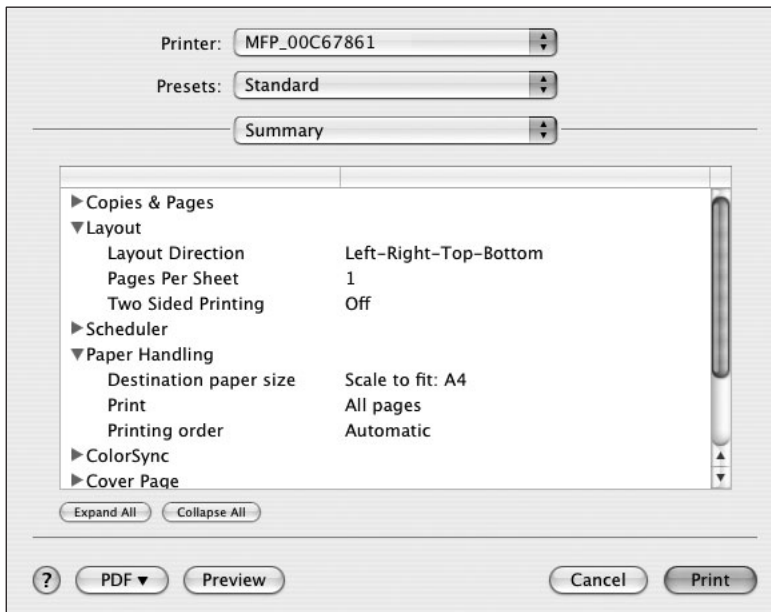 Printer: MFP_00C67861
Presets: Standard
Summary
Copies & Pages
Layout
Layout Direction Left-Right-Top-Bottom
Pages Per Sheet 1
Two Sided Printing Off
Scheduler
Paper Handling
Destination paper size Scale to fit: A4
Print All pages
Printing order Automatic
ColorSync
Cover Page
Expand All Collapse All
? PDF Preview Cancel Print